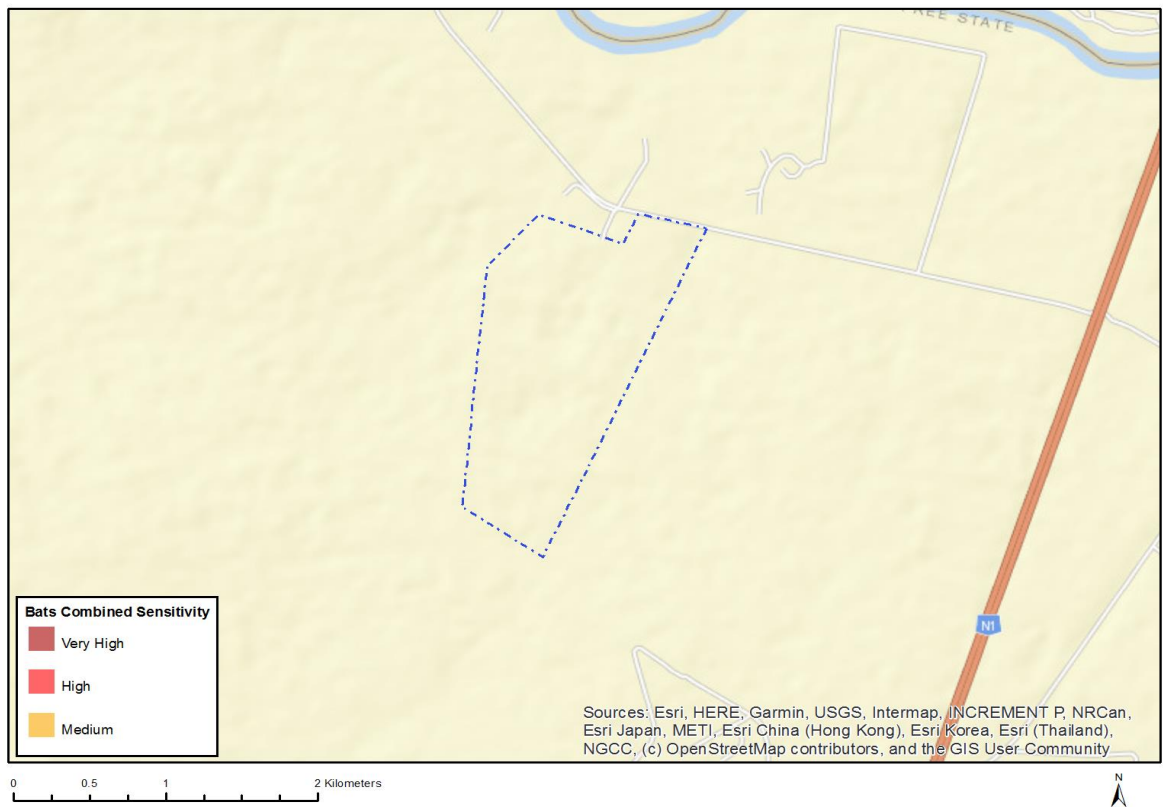 FREE STATE
Bats Combined Sensitivity
Very High
High
Medium
N1
Sources: Esri, HERE, Garmin, USGS, Intermap, INCREMENT P, NRCan,
Esri Japan, METI, Esri China (Hong Kong), Esri Korea, Esri (Thailand),
NGCC, (c) OpenStreetMap contributors, and the GIS User Community
0 0.5 1 2 Kilometers
N